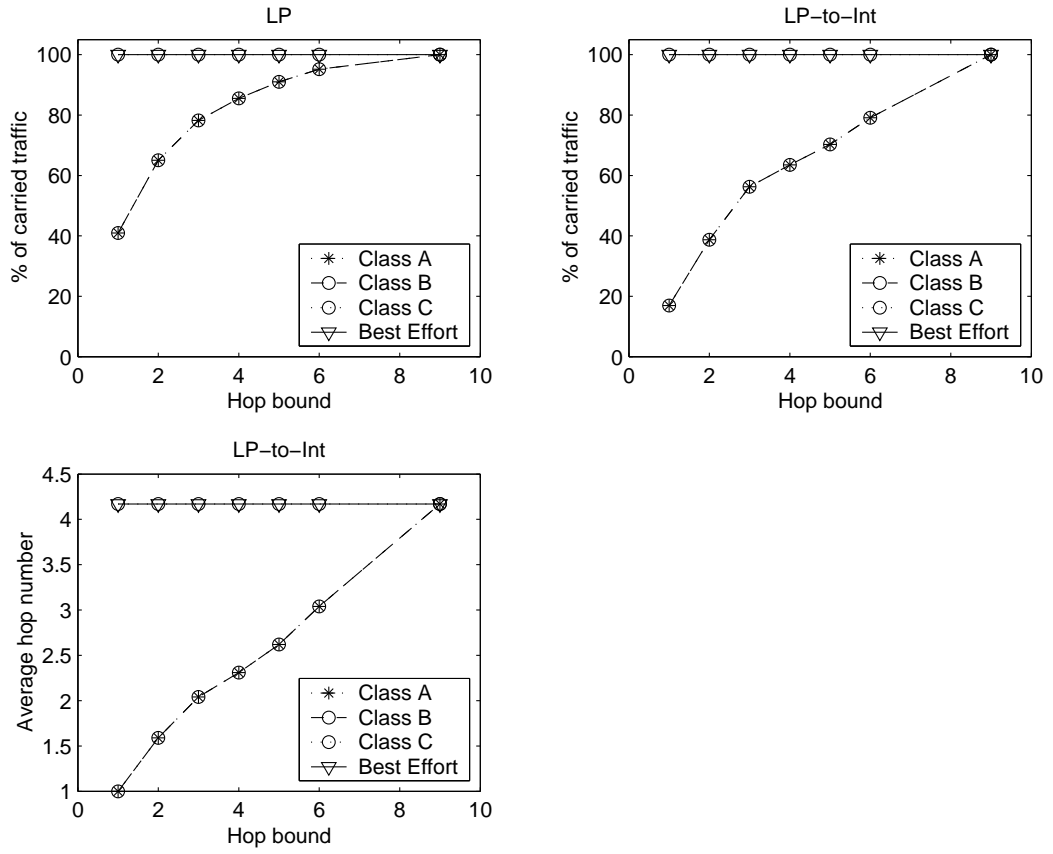 LP
% of carried traffic
100
80
60
40
20
0
0 2 4 6 8 10
Hop bound
Class A
Class B
Class C
Best Effort
LP−to−Int
% of carried traffic
100
80
60
40
20
0
0 2 4 6 8 10
Hop bound
Class A
Class B
Class C
Best Effort
LP−to−Int
Average hop number
4.5
4
3.5
3
2.5
2
1.5
1
0 2 4 6 8 10
Hop bound
Class A
Class B
Class C
Best Effort